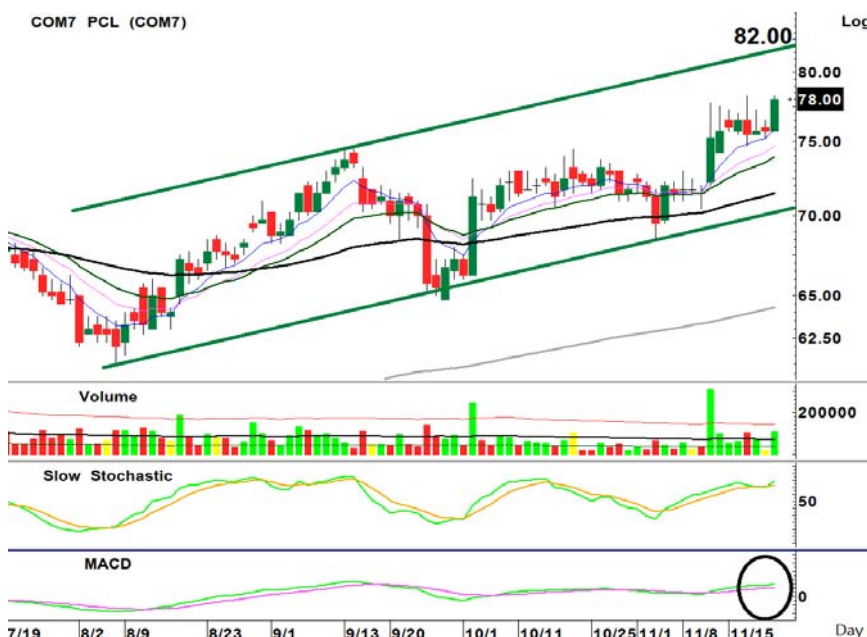 COM7 PCL (COM7)
Log
82.00
80.00
78.00
75.00
70.00
65.00
62.50
Volume
200000
Slow Stochastic
50
MACD
0
7/19 8/2 8/9 8/23 9/1 9/13 9/20 10/1 10/11 10/25 11/1 11/8 11/15 Day